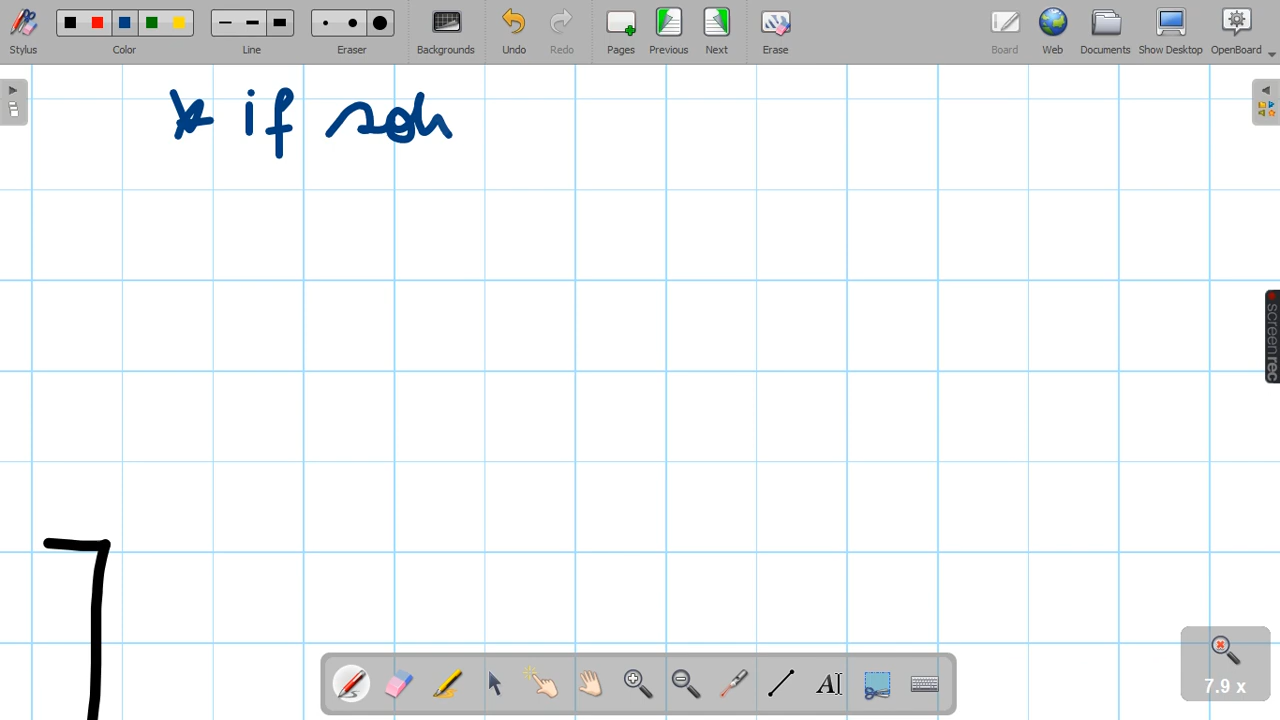 Stylus
Color
Line
Eraser
Backgrounds
Undo
Redo
Pages
Previous
Next
Erase
Board
Web
Documents
Show Desktop
OpenBoard
* if soln
screenrec
A
7.9 x